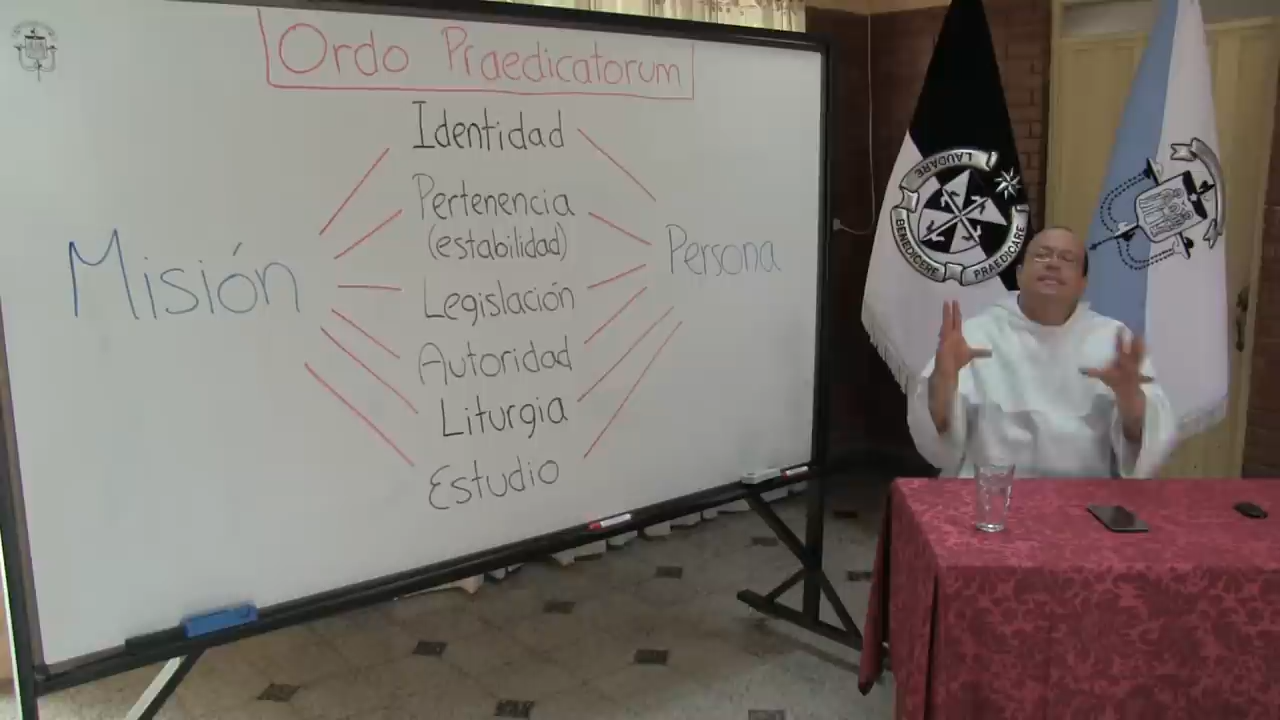 Ordo Praedicatorum
Identidad
Pertenencia
(estabilidad)
Misión
Persona
Legislación
Autoridad
Liturgia
Estudio
LAUDARE
BENEDICERE
PRAEDICARE